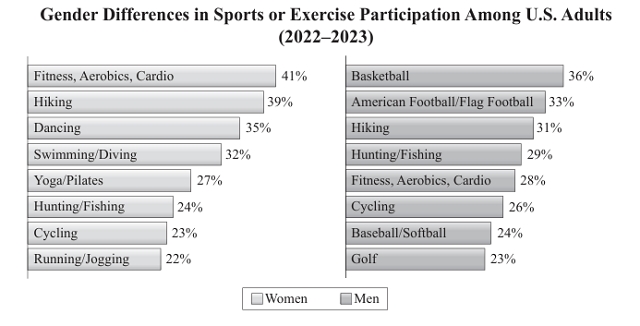 Gender Differences in Sports or Exercise Participation Among U.S. Adults
(2022–2023)
Fitness, Aerobics, Cardio 41%
Hiking 39%
Dancing 35%
Swimming/Diving 32%
Yoga/Pilates 27%
Hunting/Fishing 24%
Cycling 23%
Running/Jogging 22%
Basketball 36%
American Football/Flag Football 33%
Hiking 31%
Hunting/Fishing 29%
Fitness, Aerobics, Cardio 28%
Cycling 26%
Baseball/Softball 24%
Golf 23%
Women Men